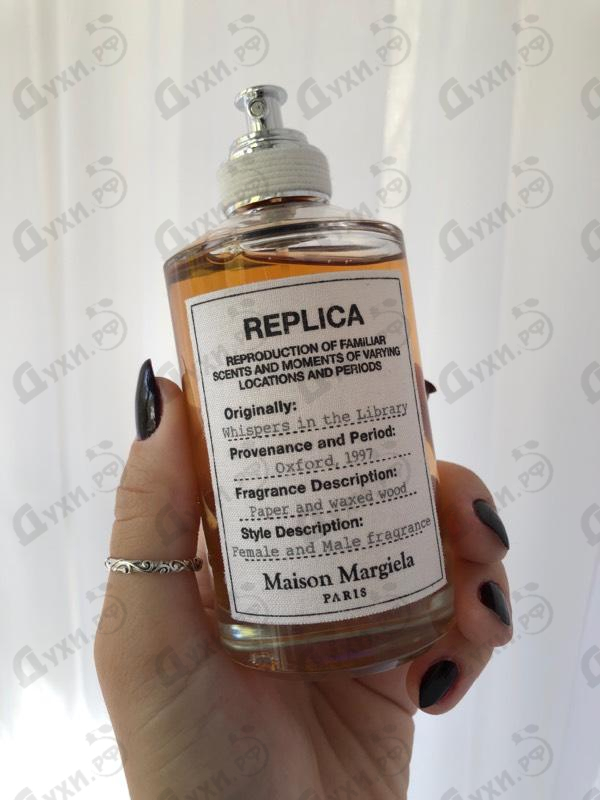 REPLICA
REPRODUCTION OF FAMILIAR
SCENTS AND MOMENTS OF VARYING
LOCATIONS AND PERIODS
Originally:
Whispers in the Library
Provenance and Period:
Oxford, 1997
Fragrance Description:
Paper and waxed wood
Style Description:
Female and Male fragrance
Maison Margiela
PARIS
Духи.РФ